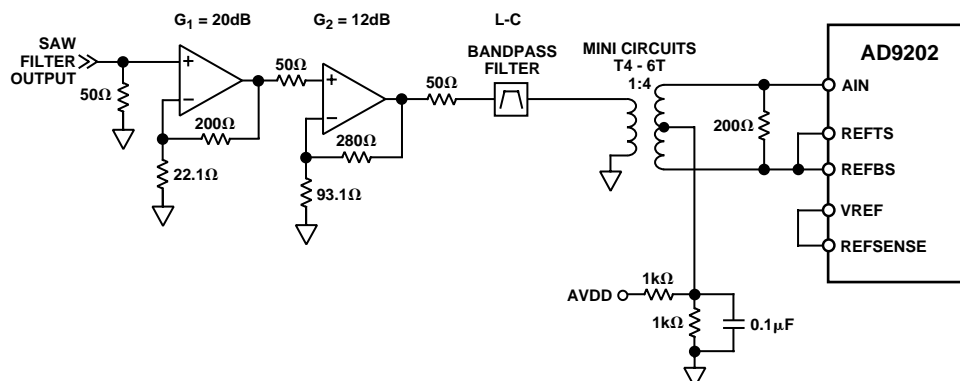 G1 = 20dB
G2 = 12dB
L-C
BANDPASS
FILTER
MINI CIRCUITS
T4 - 6T
1:4
AD9202
SAW
FILTER
OUTPUT
50Ω
50Ω
50Ω
200Ω
22.1Ω
280Ω
93.1Ω
200Ω
AIN
REFTS
REFBS
VREF
REFSENSE
AVDD
1kΩ
1kΩ
0.1µF
+
–
+
–